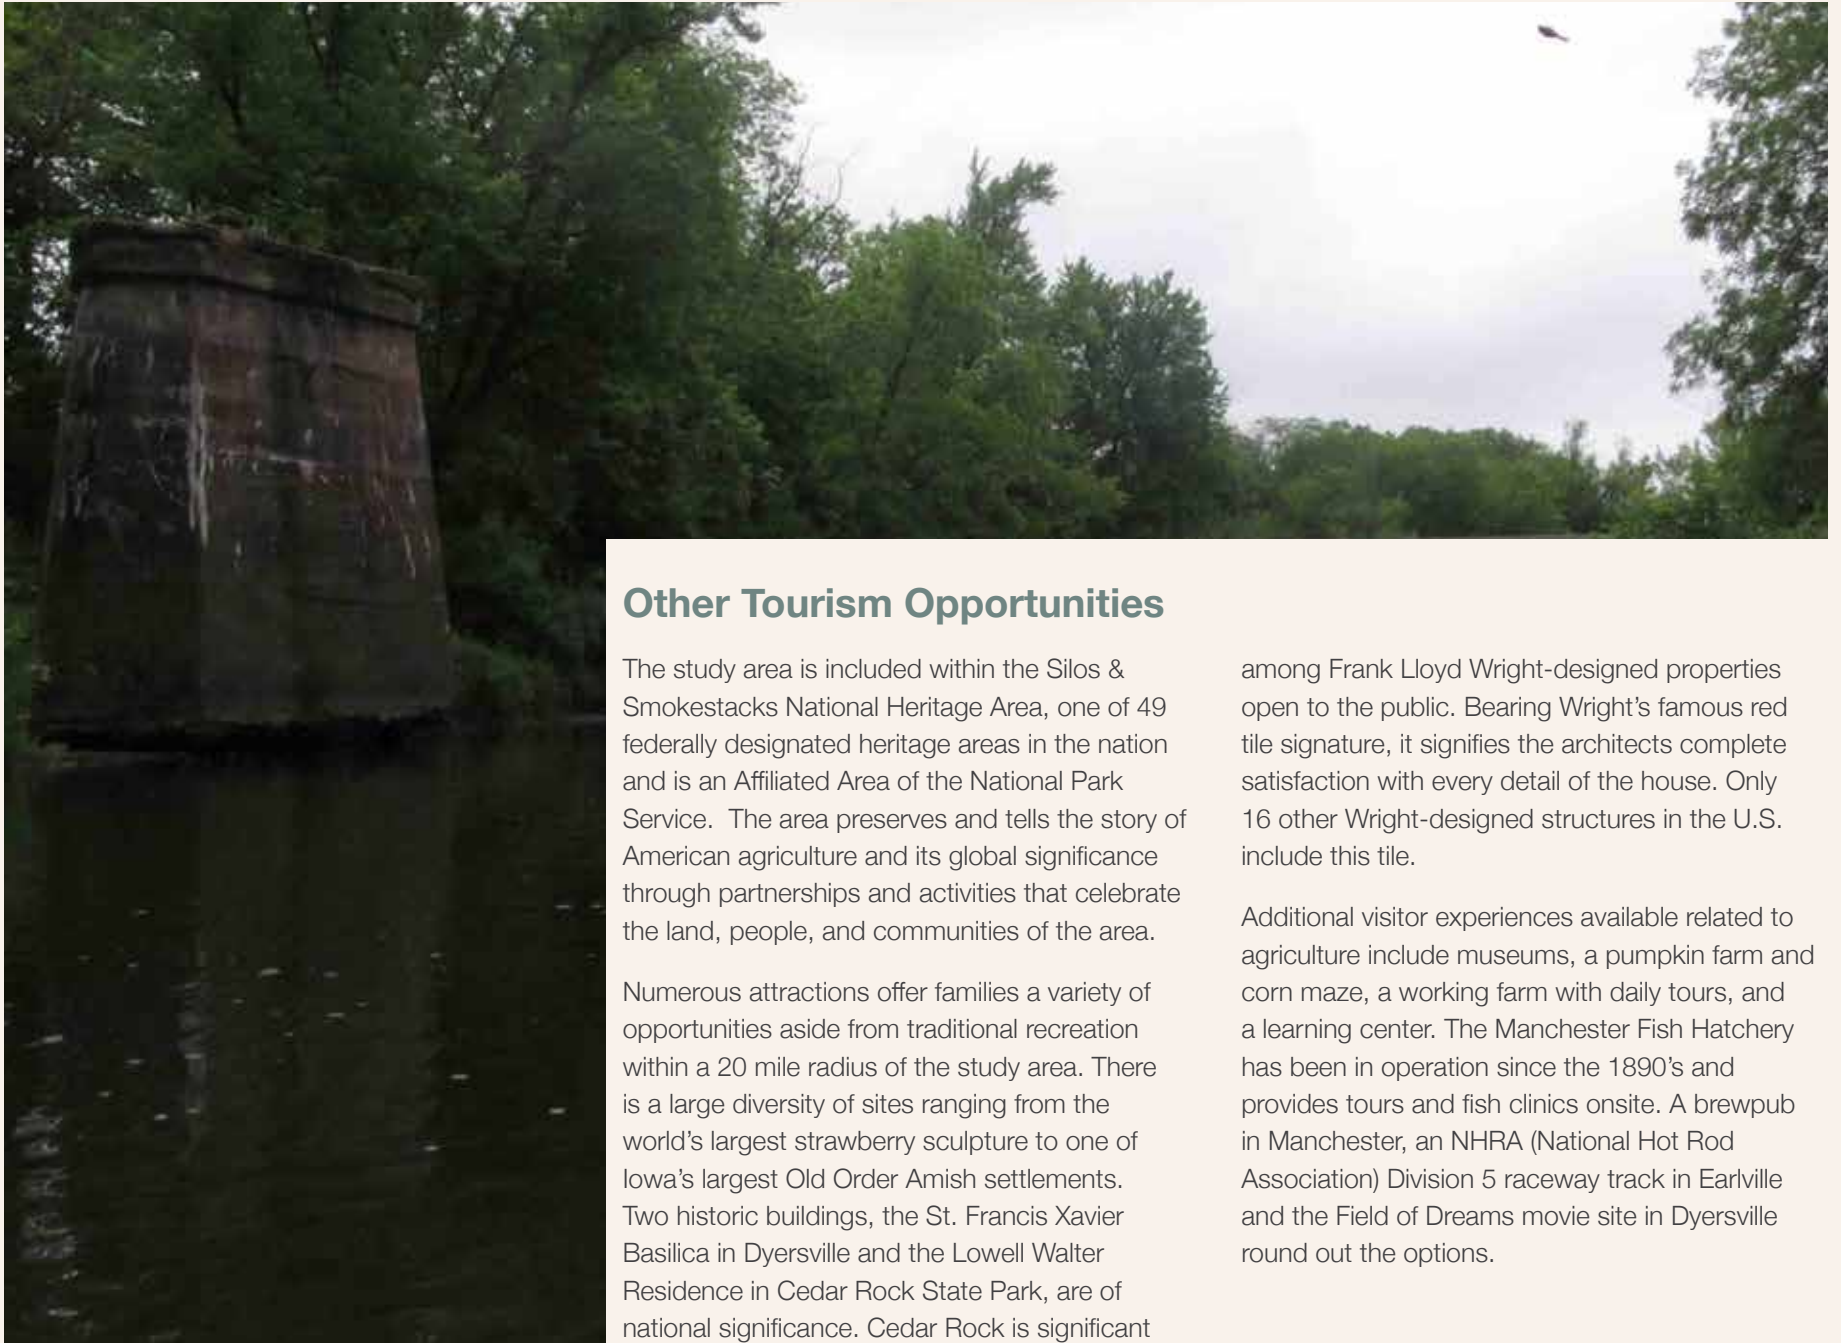 Other Tourism Opportunities
The study area is included within the Silos &
Smokestacks National Heritage Area, one of 49
federally designated heritage areas in the nation
and is an Affiliated Area of the National Park
Service.  The area preserves and tells the story of
American agriculture and its global significance
through partnerships and activities that celebrate
the land, people, and communities of the area.
Numerous attractions offer families a variety of
opportunities aside from traditional recreation
within a 20 mile radius of the study area. There
is a large diversity of sites ranging from the
world’s largest strawberry sculpture to one of
Iowa’s largest Old Order Amish settlements.
Two historic buildings, the St. Francis Xavier
Basilica in Dyersville and the Lowell Walter
Residence in Cedar Rock State Park, are of
national significance. Cedar Rock is significant
among Frank Lloyd Wright-designed properties
open to the public. Bearing Wright’s famous red
tile signature, it signifies the architects complete
satisfaction with every detail of the house. Only
16 other Wright-designed structures in the U.S.
include this tile.
Additional visitor experiences available related to
agriculture include museums, a pumpkin farm and
corn maze, a working farm with daily tours, and
a learning center. The Manchester Fish Hatchery
has been in operation since the 1890’s and
provides tours and fish clinics onsite. A brewpub
in Manchester, an NHRA (National Hot Rod
Association) Division 5 raceway track in Earlville
and the Field of Dreams movie site in Dyersville
round out the options.